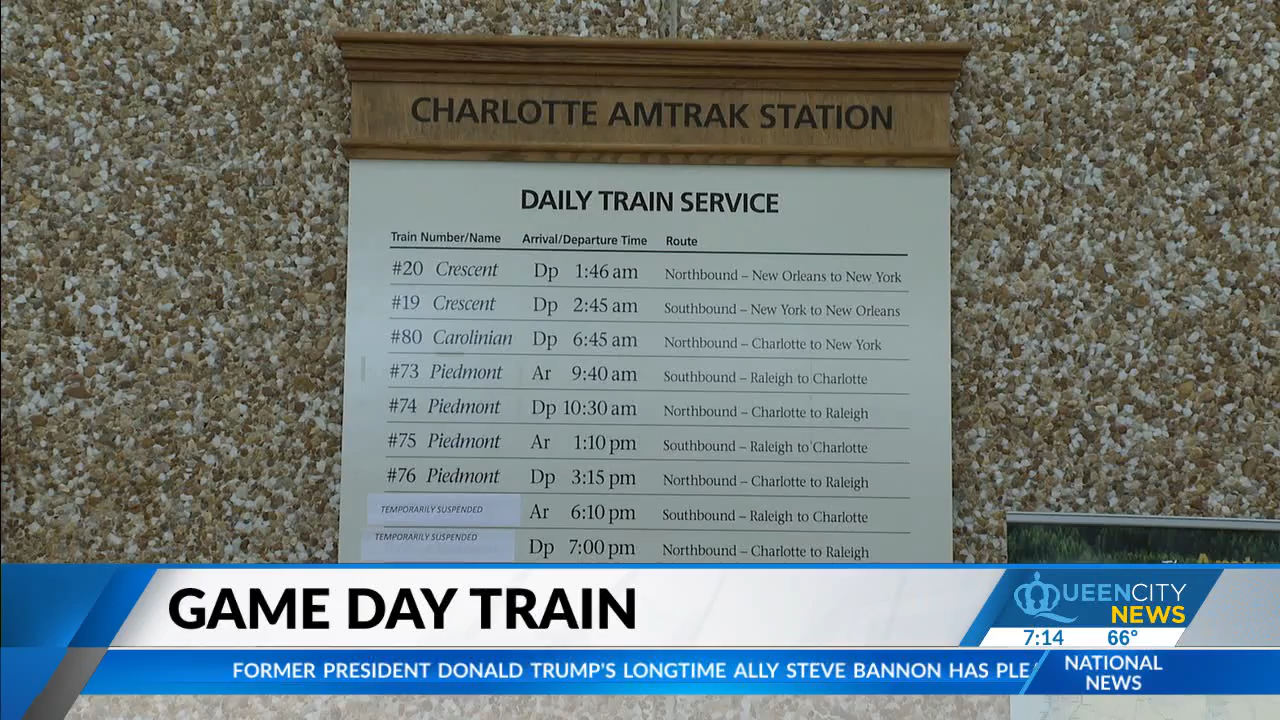 CHARLOTTE AMTRAK STATION
DAILY TRAIN SERVICE
Train Number/Name Arrival/Departure Time Route
#20 Crescent Dp 1:46 am Northbound – New Orleans to New York
#19 Crescent Dp 2:45 am Southbound – New York to New Orleans
#80 Carolinian Dp 6:45 am Northbound – Charlotte to New York
#73 Piedmont Ar 9:40 am Southbound – Raleigh to Charlotte
#74 Piedmont Dp 10:30 am Northbound – Charlotte to Raleigh
#75 Piedmont Ar 1:10 pm Southbound – Raleigh to Charlotte
#76 Piedmont Dp 3:15 pm Northbound – Charlotte to Raleigh
TEMPORARILY SUSPENDED Ar 6:10 pm Southbound – Raleigh to Charlotte
TEMPORARILY SUSPENDED Dp 7:00 pm Northbound – Charlotte to Raleigh
GAME DAY TRAIN
QUEEN CITY
NEWS
7:14 66°
FORMER PRESIDENT DONALD TRUMP'S LONGTIME ALLY STEVE BANNON HAS
NATIONAL
NEWS